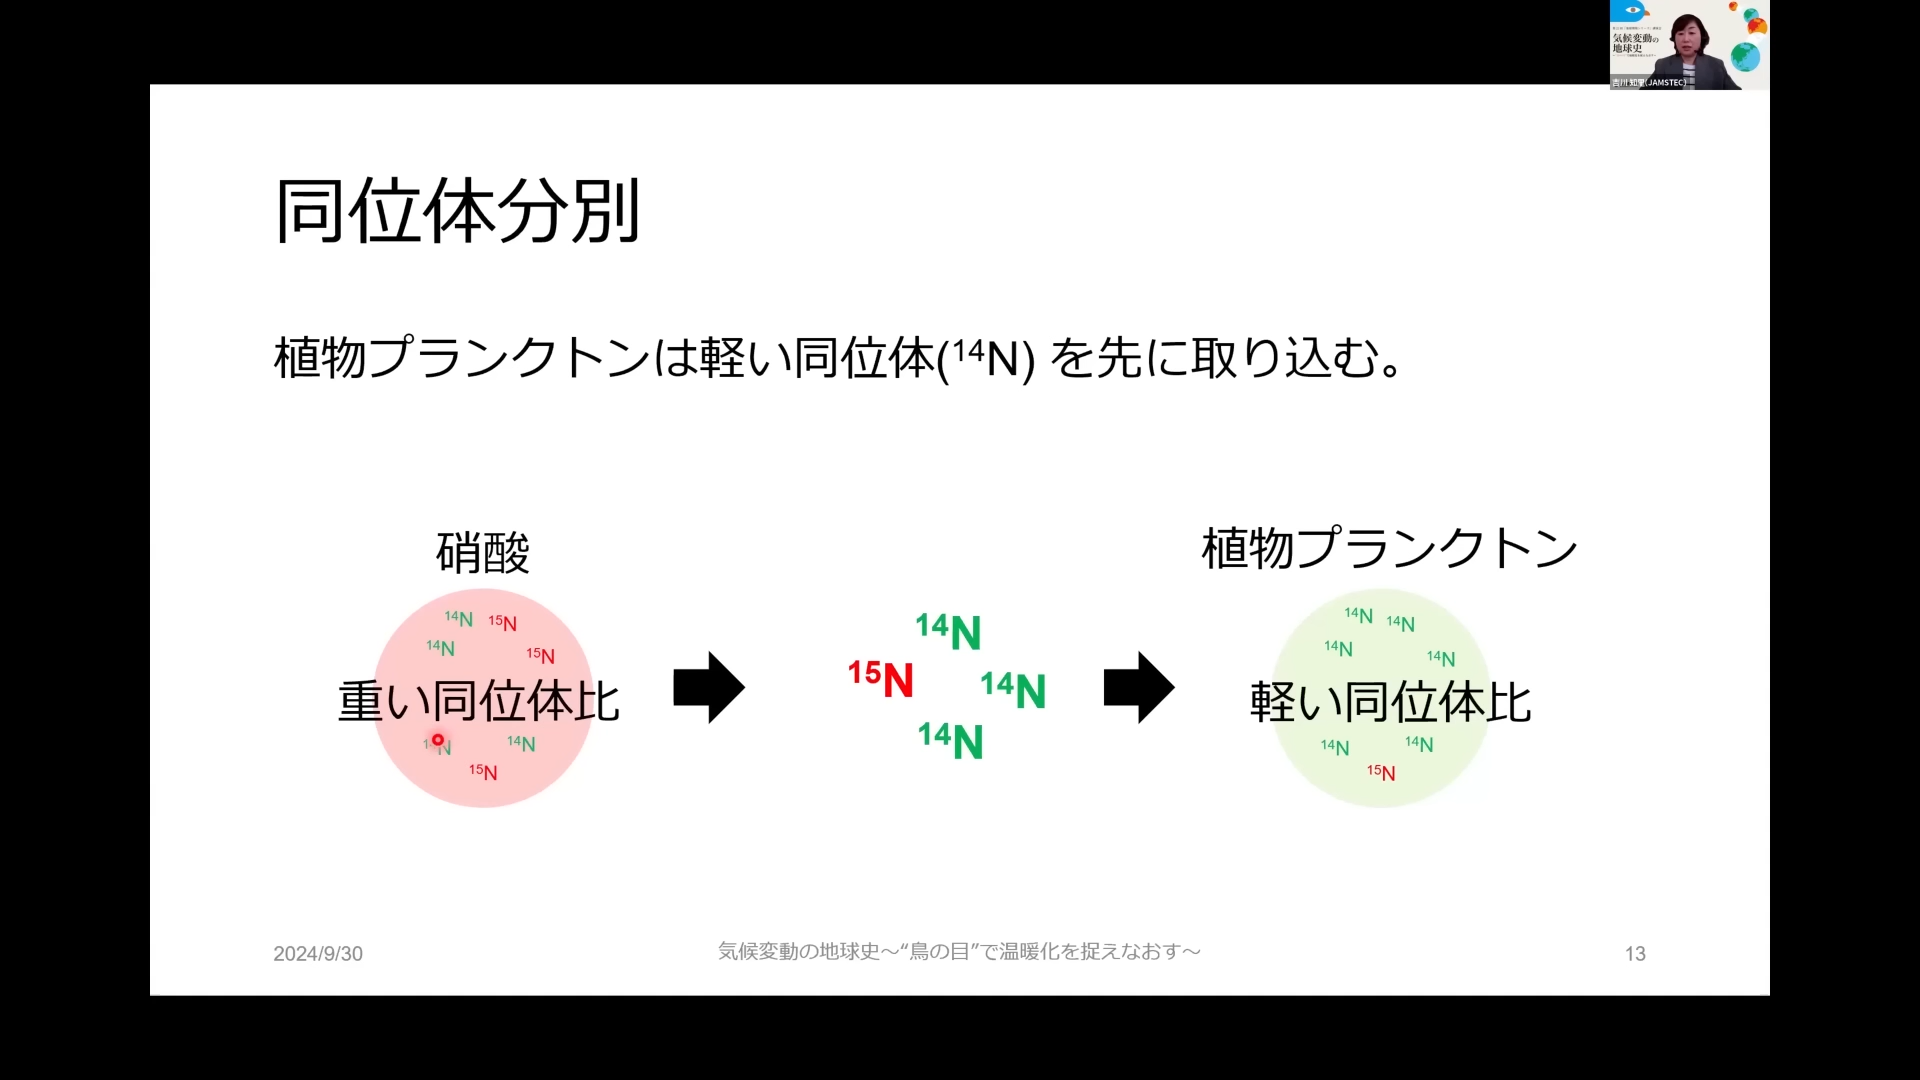 気候変動の
地球史
吉川 知里(JAMSTEC)
同位体分別
植物プランクトンは軽い同位体(¹⁴N) を先に取り込む。
硝酸
¹⁴N ¹⁵N
¹⁴N ¹⁵N
重い同位体比
¹⁴N ¹⁴N
¹⁵N
¹⁴N
¹⁵N ¹⁴N
¹⁴N
植物プランクトン
¹⁴N ¹⁴N
¹⁴N ¹⁴N
軽い同位体比
¹⁴N ¹⁴N
¹⁵N
2024/9/30
気候変動の地球史～“鳥の目”で温暖化を捉えなおす～
13